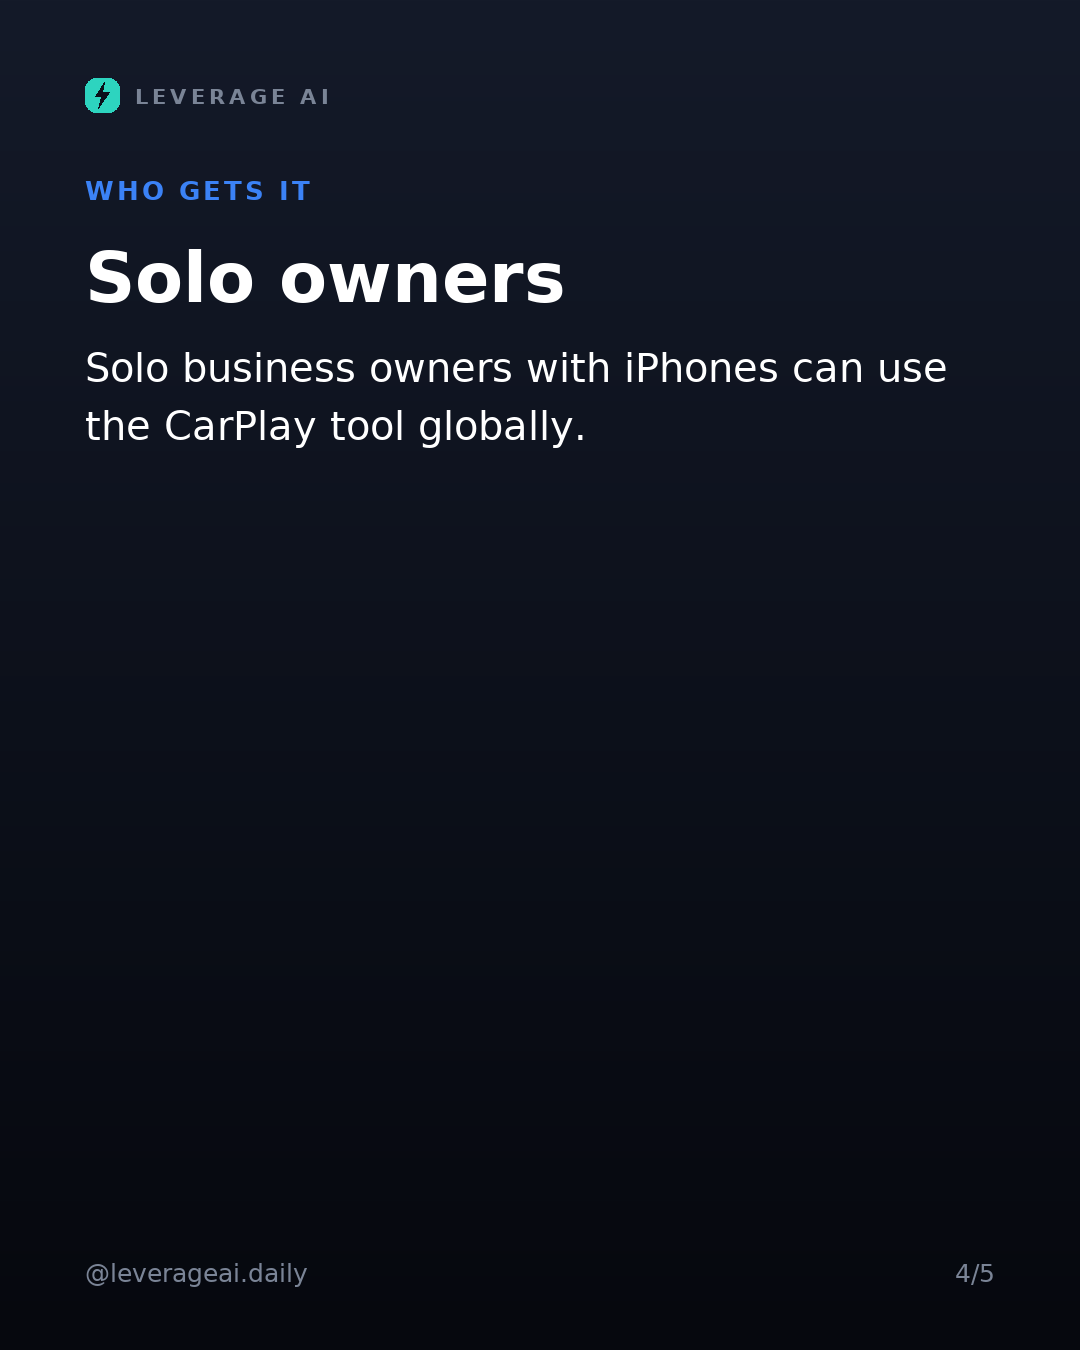 LEVERAGE AI
WHO GETS IT
Solo owners
Solo business owners with iPhones can use
the CarPlay tool globally.
@leverageai.daily
4/5